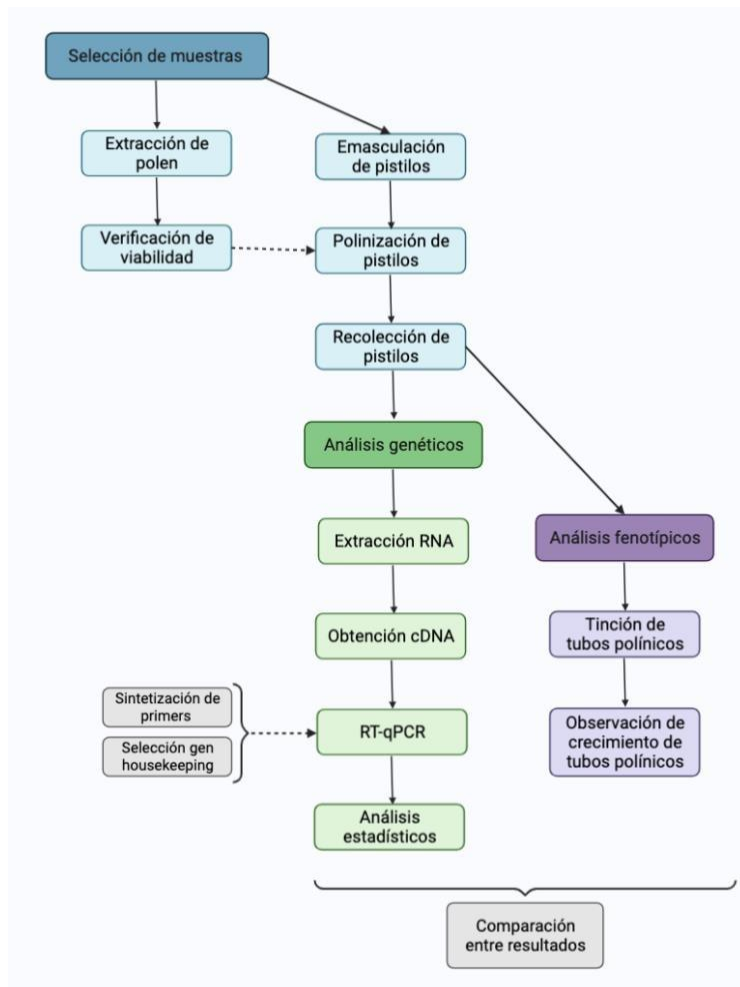 Selección de muestras
Extracción de
polen
Emasculación
de pistilos
Verificación de
viabilidad
Polinización de
pistilos
Recolección de
pistilos
Análisis genéticos
Análisis fenotípicos
Extracción RNA
Tinción de
tubos polínicos
Obtención cDNA
Sintetización de
primers
Selección gen
housekeeping
RT-qPCR
Observación de
crecimiento de
tubos polínicos
Análisis
estadísticos
Comparación
entre resultados